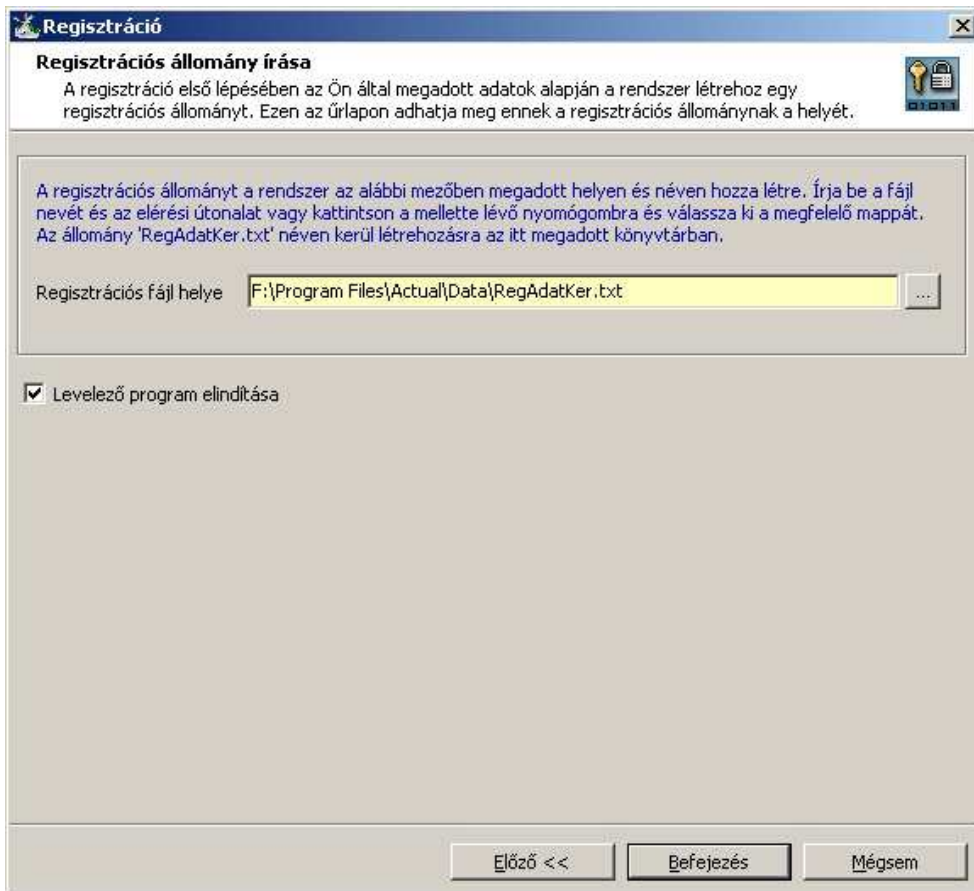 Regisztráció
Regisztrációs állomány írása
A regisztráció első lépésében az Ön által megadott adatok alapján a rendszer létrehoz egy
regisztrációs állományt. Ezen az űrlapon adhatja meg ennek a regisztrációs állománynak a helyét.
01011
A regisztrációs állományt a rendszer az alábbi mezőben megadott helyen és néven hozza létre. Írja be a fájl
nevét és az elérési útonalat vagy kattintson a mellette lévő nyomógombra és válassza ki a megfelelő mappát.
Az állomány 'RegAdatKer.txt' néven kerül létrehozásra az itt megadott könyvtárban.
Regisztrációs fájl helye F:\Program Files\Actual\Data\RegAdatKer.txt ...
Levelező program elindítása
Előző << Befejezés Mégsem